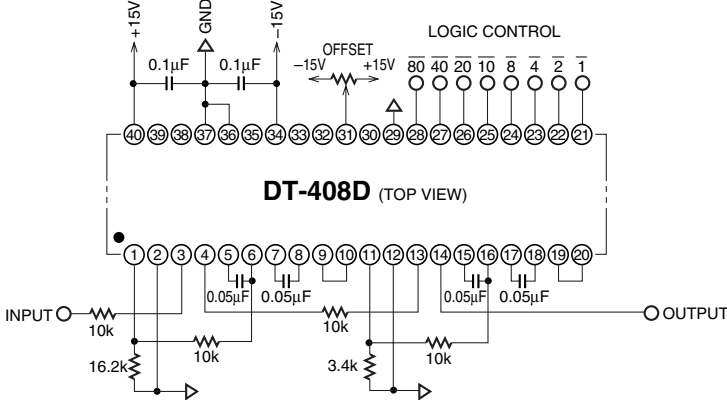 +15V GND −15V
OFFSET
LOGIC CONTROL
0.1μF 0.1μF −15V +15V 80 40 20 10 8 4 2 1
40 39 38 37 36 35 34 33 32 31 30 29 28 27 26 25 24 23 22 21
DT-408D (TOP VIEW)
1 2 3 4 5 6 7 8 9 10 11 12 13 14 15 16 17 18 19 20
0.05μF 0.05μF 0.05μF 0.05μF
INPUT 10k 10k OUTPUT
10k 10k
16.2k 3.4k